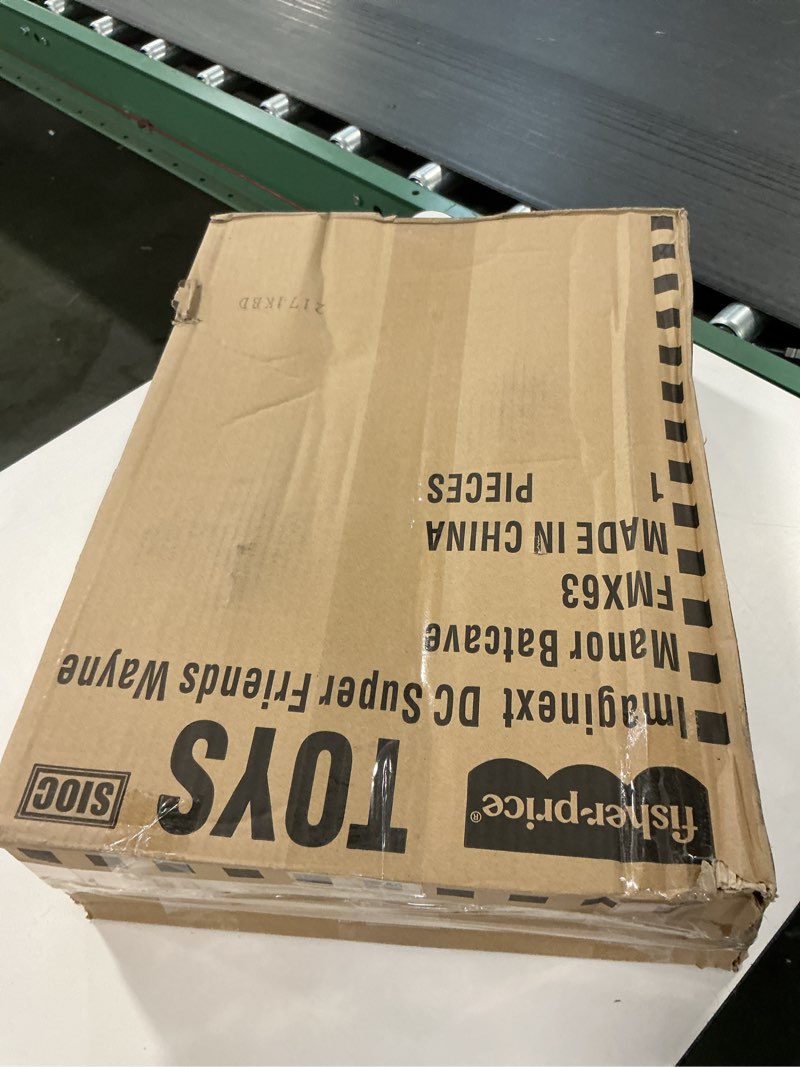 fisher-price®
TOYS
SIOC
Imaginext DC Super Friends Wayne
Manor Batcave
FMX63
MADE IN CHINA
1 PIECES
2171KBD